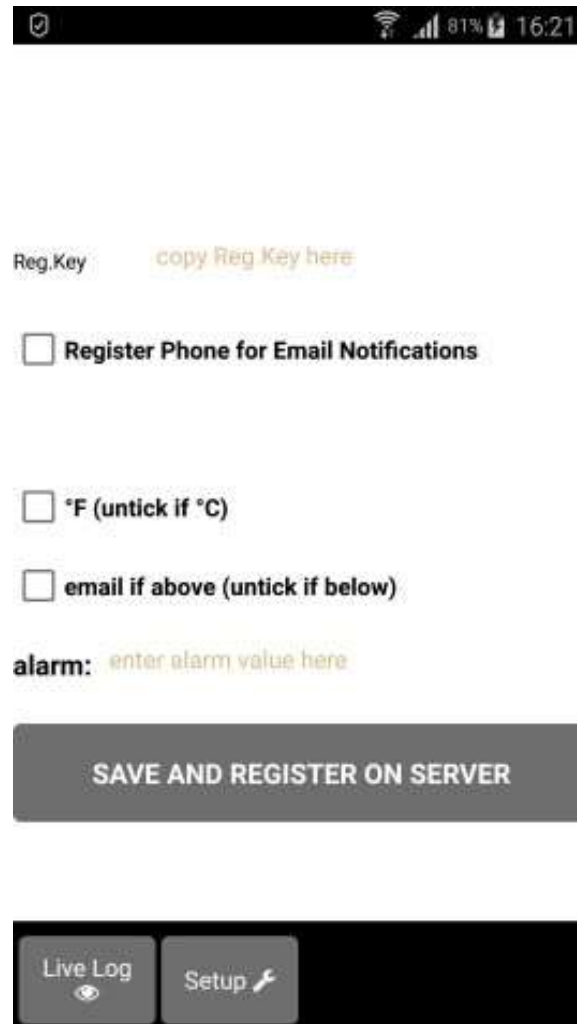 81% 16:21
Reg.Key copy Reg Key here
Register Phone for Email Notifications
°F (untick if °C)
email if above (untick if below)
alarm: enter alarm value here
SAVE AND REGISTER ON SERVER
Live Log
Setup